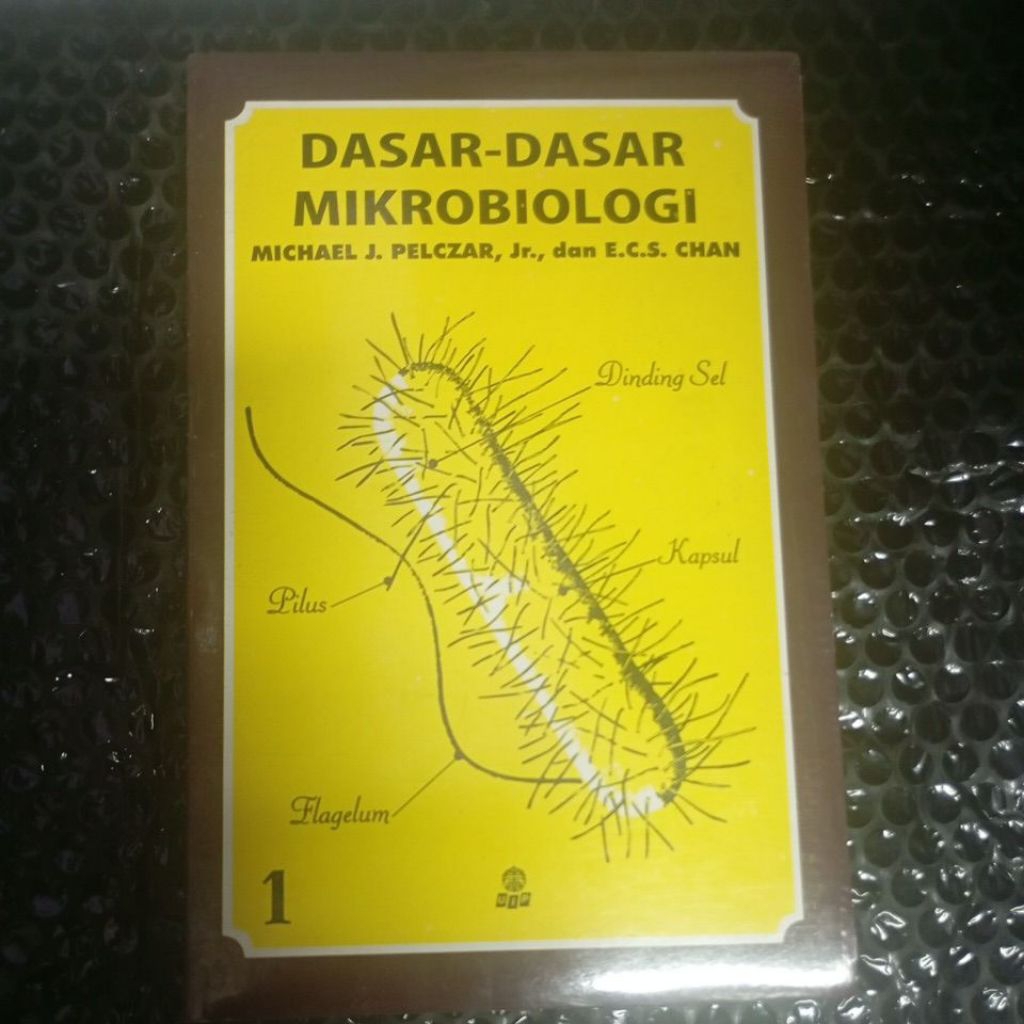 DASAR-DASAR
MIKROBIOLOGI
MICHAEL J. PELCZAR, Jr., dan E.C.S. CHAN
Dinding Sel
Kapsul
Pilus
Flagelum
1
UIP